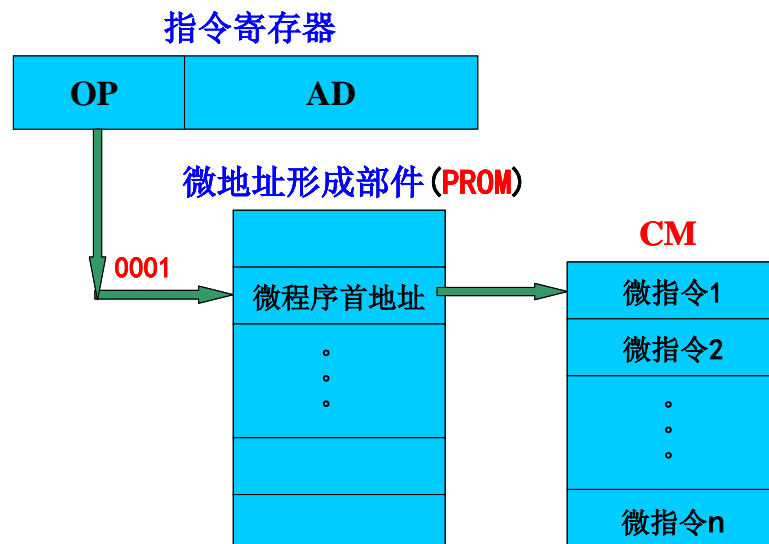 指令寄存器
OP
AD
微地址形成部件(PROM)
0001
微程序首地址
CM
微指令1
微指令2
微指令n